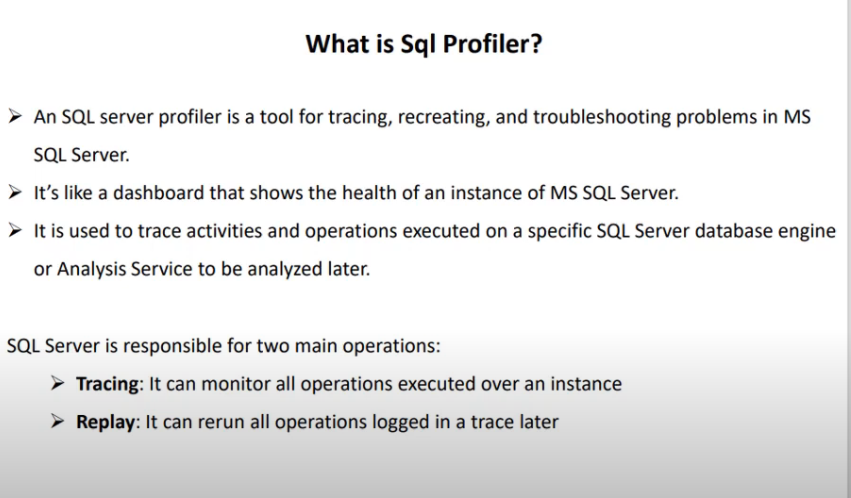 What is Sql Profiler?
➢ An SQL server profiler is a tool for tracing, recreating, and troubleshooting problems in MS
SQL Server.
➢ It’s like a dashboard that shows the health of an instance of MS SQL Server.
➢ It is used to trace activities and operations executed on a specific SQL Server database engine
or Analysis Service to be analyzed later.
SQL Server is responsible for two main operations:
➢ Tracing: It can monitor all operations executed over an instance
➢ Replay: It can rerun all operations logged in a trace later